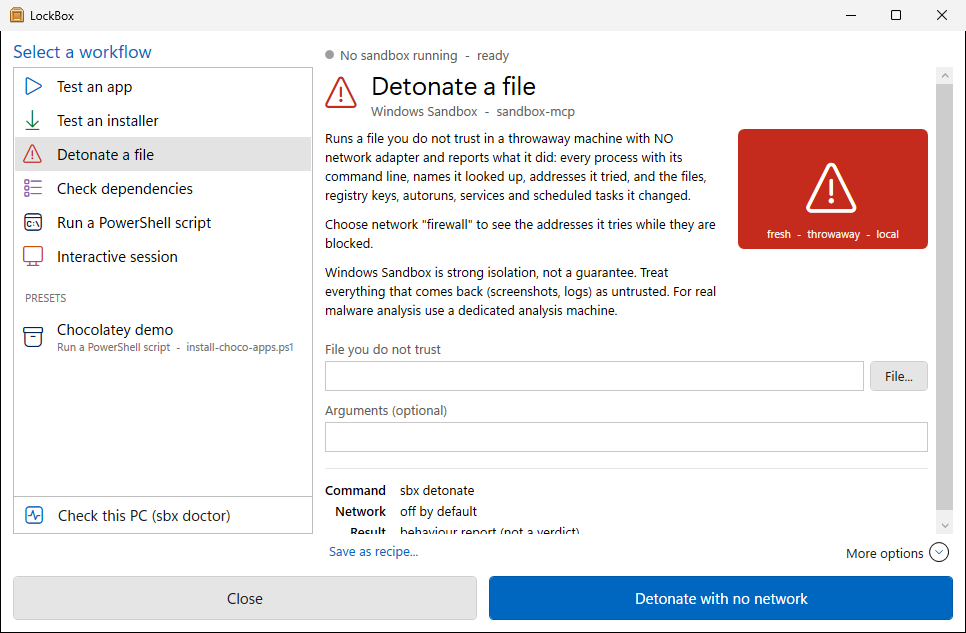 LockBox
Select a workflow
Test an app
Test an installer
Detonate a file
Check dependencies
C:\
Run a PowerShell script
Interactive session
PRESETS
Chocolatey demo
Run a PowerShell script - install-choco-apps.ps1
Check this PC (sbx doctor)
No sandbox running - ready
Detonate a file
Windows Sandbox - sandbox-mcp
Runs a file you do not trust in a throwaway machine with NO
network adapter and reports what it did: every process with its
command line, names it looked up, addresses it tried, and the files,
registry keys, autoruns, services and scheduled tasks it changed.
Choose network "firewall" to see the addresses it tries while they are
blocked.
Windows Sandbox is strong isolation, not a guarantee. Treat
everything that comes back (screenshots, logs) as untrusted. For real
malware analysis use a dedicated analysis machine.
fresh - throwaway - local
File you do not trust
File...
Arguments (optional)
Command sbx detonate
Network off by default
Result behaviour report (not a verdict)
Save as recipe...
More options
Close
Detonate with no network